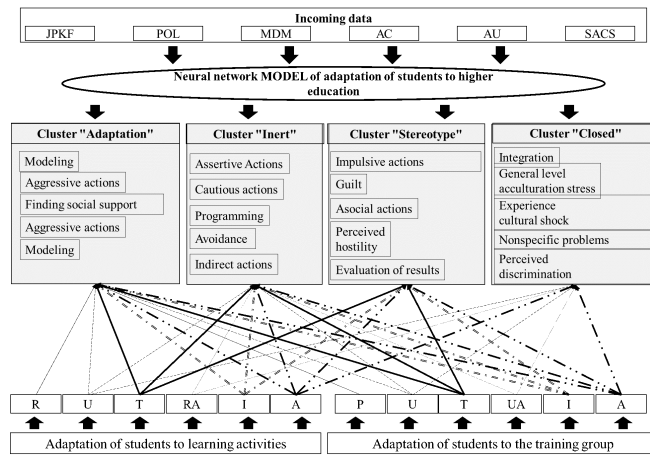 Incoming data
JPKF
POL
MDM
AC
AU
SACS
Neural network MODEL of adaptation of students to higher
education
Cluster "Adaptation"
Modeling
Aggressive actions
Finding social support
Aggressive actions
Modeling
Cluster "Inert"
Assertive Actions
Cautious actions
Programming
Avoidance
Indirect actions
Cluster "Stereotype"
Impulsive actions
Guilt
Asocial actions
Perceived
hostility
Evaluation of results
Cluster "Closed"
Integration
General level
acculturation stress
Experience
cultural shock
Nonspecific problems
Perceived
discrimination
R
U
T
RA
I
A
P
U
T
UA
I
A
Adaptation of students to learning activities
Adaptation of students to the training group